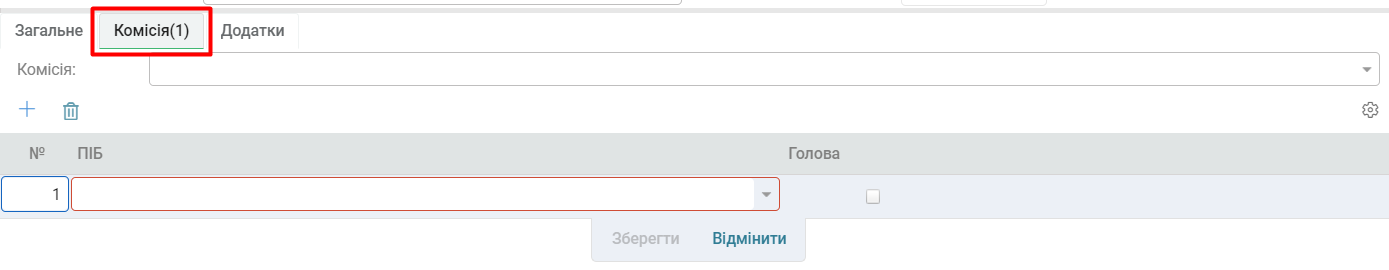 Загальне Комісія(1) Додатки
Комісія:
№ ПІБ Голова
1
Зберегти Відмінити